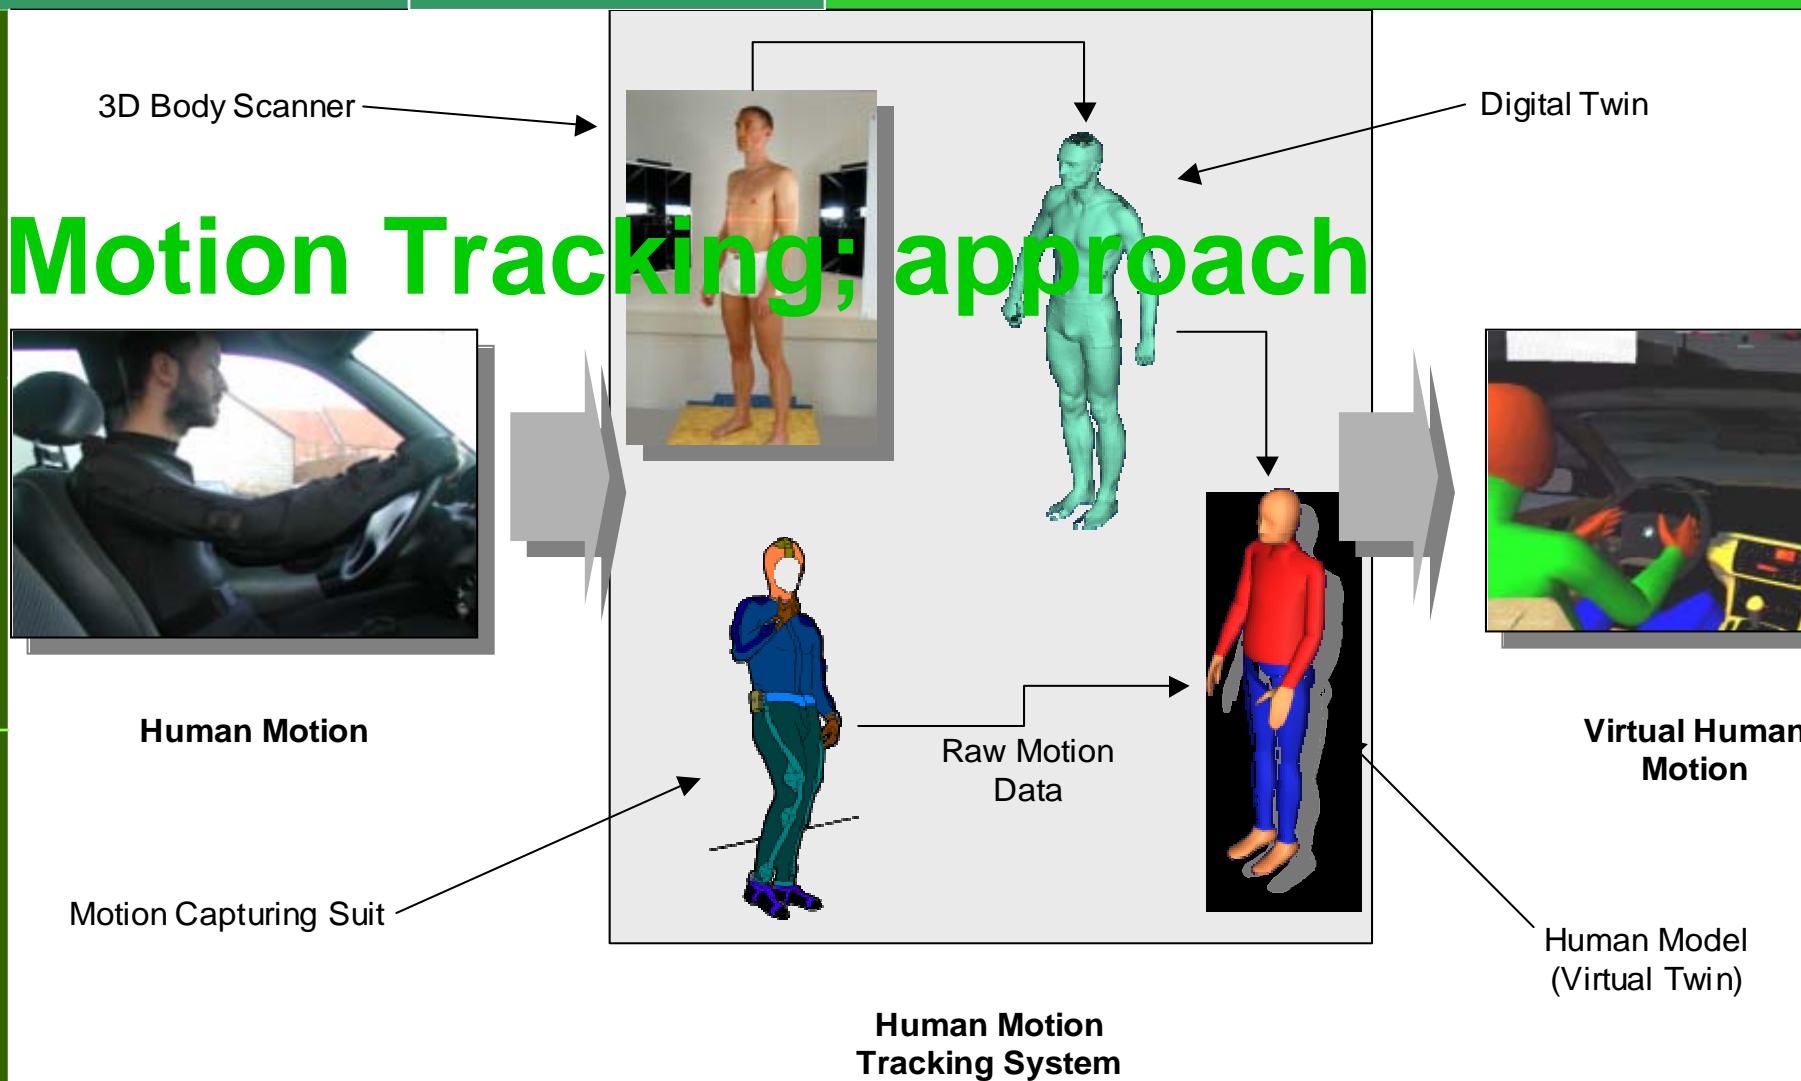 3D Body Scanner
Digital Twin
Motion Tracking; approach
Human Motion
Raw Motion
Data
Virtual Human
Motion
Motion Capturing Suit
Human Model
(Virtual Twin)
Human Motion
Tracking System